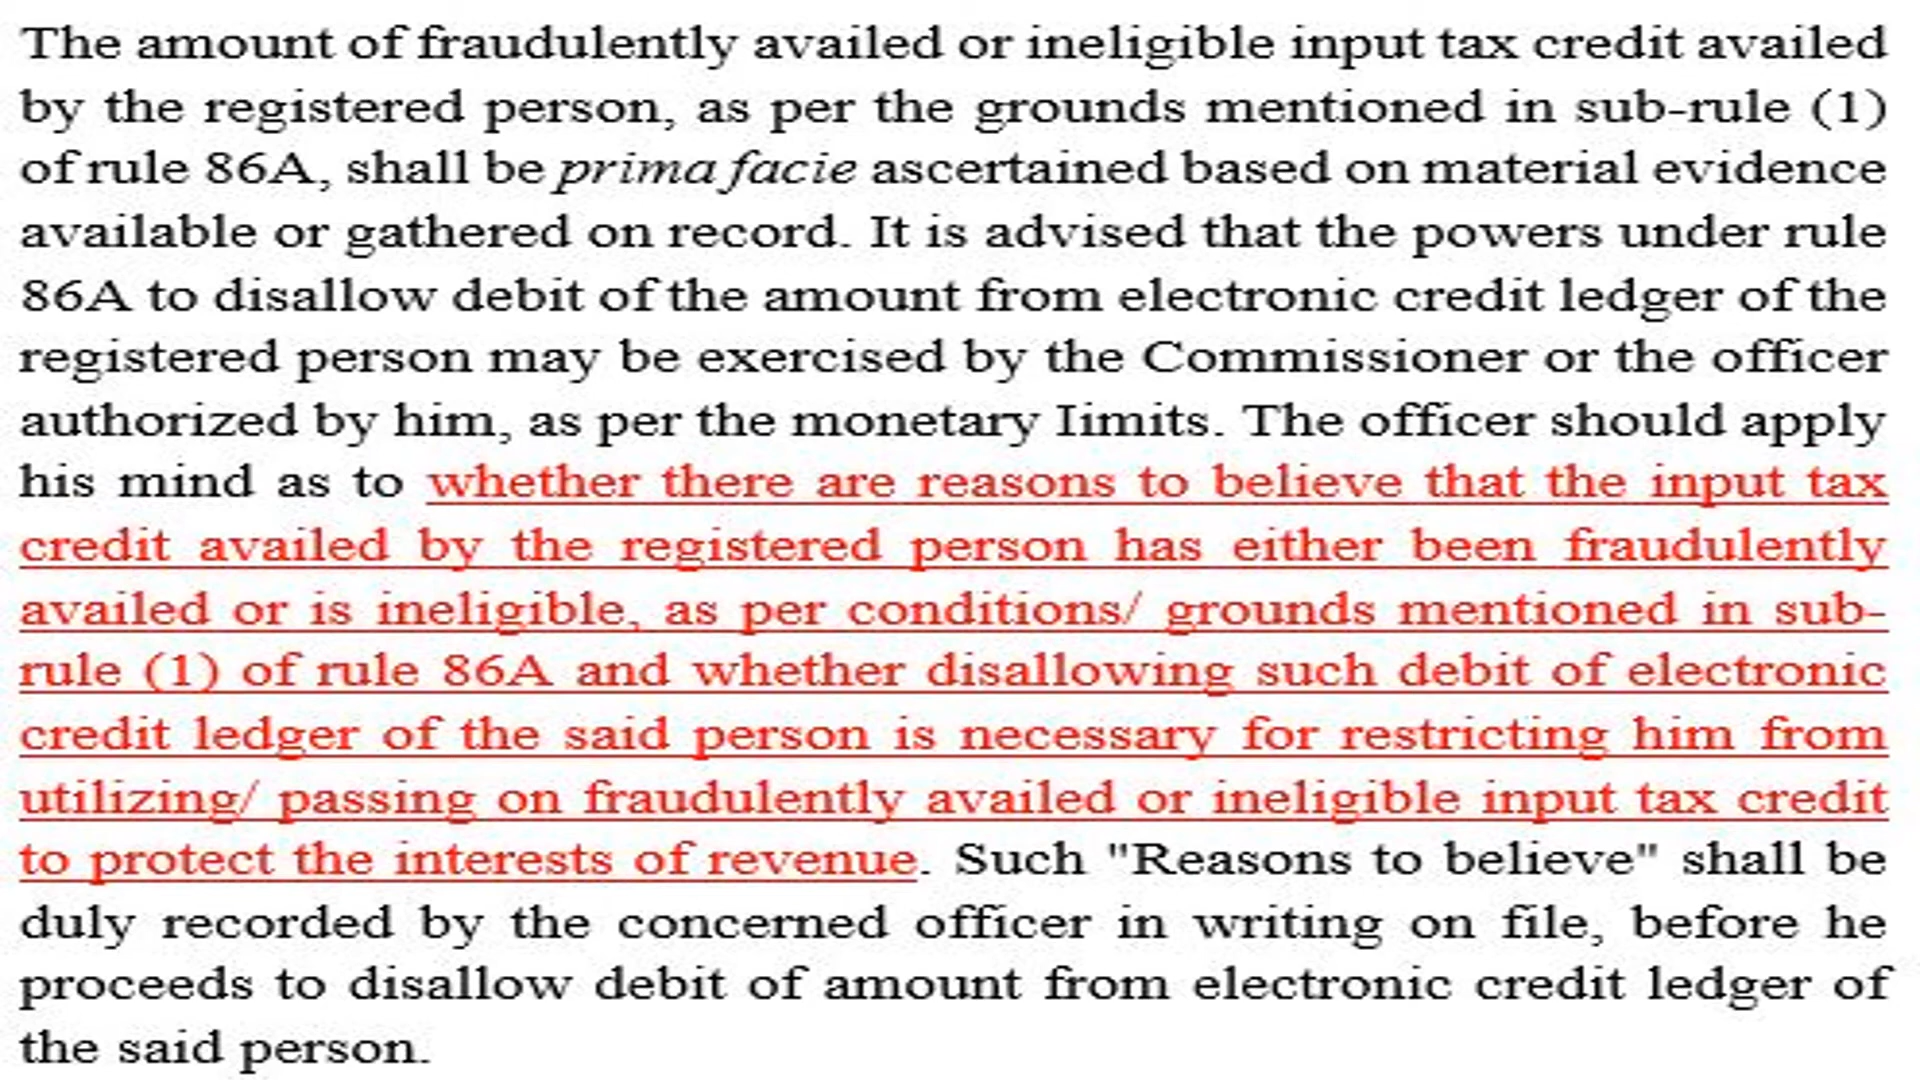 The amount of fraudulently availed or ineligible input tax credit availed
by the registered person, as per the grounds mentioned in sub-rule (1)
of rule 86A, shall be prima facie ascertained based on material evidence
available or gathered on record. It is advised that the powers under rule
86A to disallow debit of the amount from electronic credit ledger of the
registered person may be exercised by the Commissioner or the officer
authorized by him, as per the monetary Iimits. The officer should apply
his mind as to whether there are reasons to believe that the input tax
credit availed by the registered person has either been fraudulently
availed or is ineligible, as per conditions/ grounds mentioned in sub-
rule (1) of rule 86A and whether disallowing such debit of electronic
credit ledger of the said person is necessary for restricting him from
utilizing/ passing on fraudulently availed or ineligible input tax credit
to protect the interests of revenue. Such "Reasons to believe" shall be
duly recorded by the concerned officer in writing on file, before he
proceeds to disallow debit of amount from electronic credit ledger of
the said person.